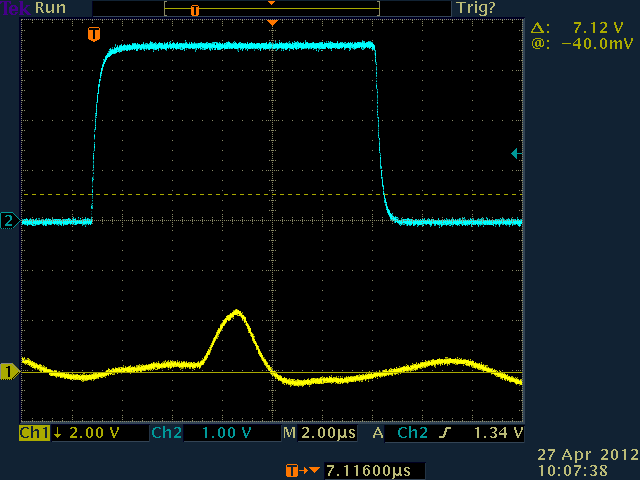 Tek Run Trig?
T
T
Δ: 7.12 V
@: −40.0mV
2
1
Ch1 ↓ 2.00 V Ch2 1.00 V M 2.00µs A Ch2 ƒ 1.34 V
27 Apr 2012
10:07:38
T→▼ 7.11600µs